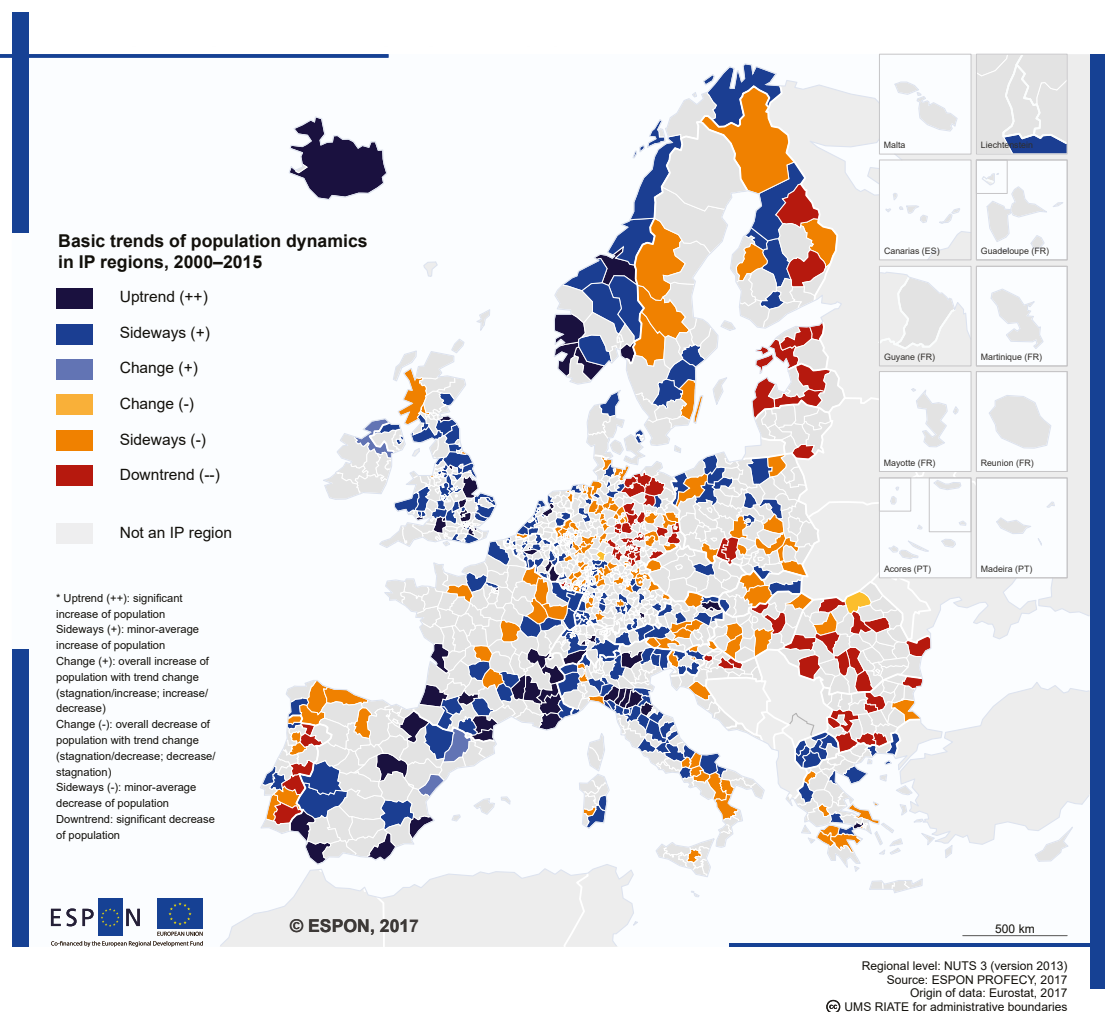 Malta
Liechtenstein
Canarias (ES)
Guadeloupe (FR)
Guyane (FR)
Martinique (FR)
Mayotte (FR)
Reunion (FR)
Acores (PT)
Madeira (PT)
Basic trends of population dynamics
in IP regions, 2000–2015
Uptrend (++)
Sideways (+)
Change (+)
Change (-)
Sideways (-)
Downtrend (--)
Not an IP region
* Uptrend (++): significant
increase of population
Sideways (+): minor-average
increase of population
Change (+): overall increase of
population with trend change
(stagnation/increase; increase/
decrease)
Change (-): overall decrease of
population with trend change
(stagnation/decrease; decrease/
stagnation)
Sideways (-): minor-average
decrease of population
Downtrend: significant decrease
of population
ESPON
EUROPEAN UNION
Co-financed by the European Regional Development Fund
© ESPON, 2017
500 km
Regional level: NUTS 3 (version 2013)
Source: ESPON PROFECY, 2017
Origin of data: Eurostat, 2017
(cc) UMS RIATE for administrative boundaries